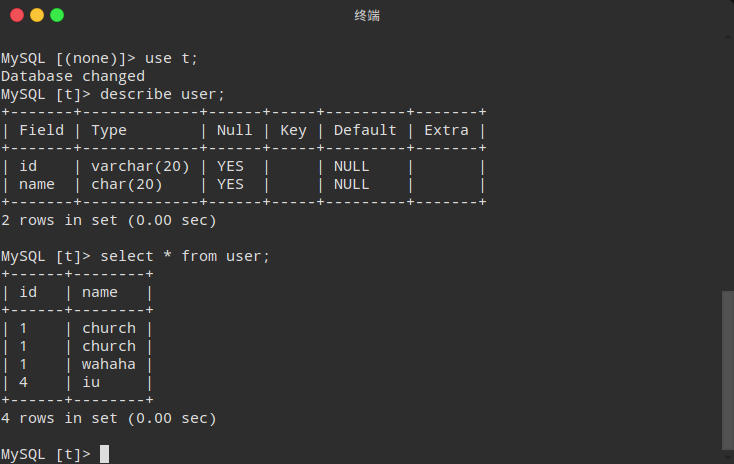 终端
MySQL [(none)]> use t;
Database changed
MySQL [t]> describe user;
+-------+-------------+------+-----+---------+-------+
| Field | Type        | Null | Key | Default | Extra |
+-------+-------------+------+-----+---------+-------+
| id    | varchar(20) | YES  |     | NULL    |       |
| name  | char(20)    | YES  |     | NULL    |       |
+-------+-------------+------+-----+---------+-------+
2 rows in set (0.00 sec)
MySQL [t]> select * from user;
+------+--------+
| id   | name   |
+------+--------+
| 1    | church |
| 1    | church |
| 1    | wahaha |
| 4    | iu     |
+------+--------+
4 rows in set (0.00 sec)
MySQL [t]>